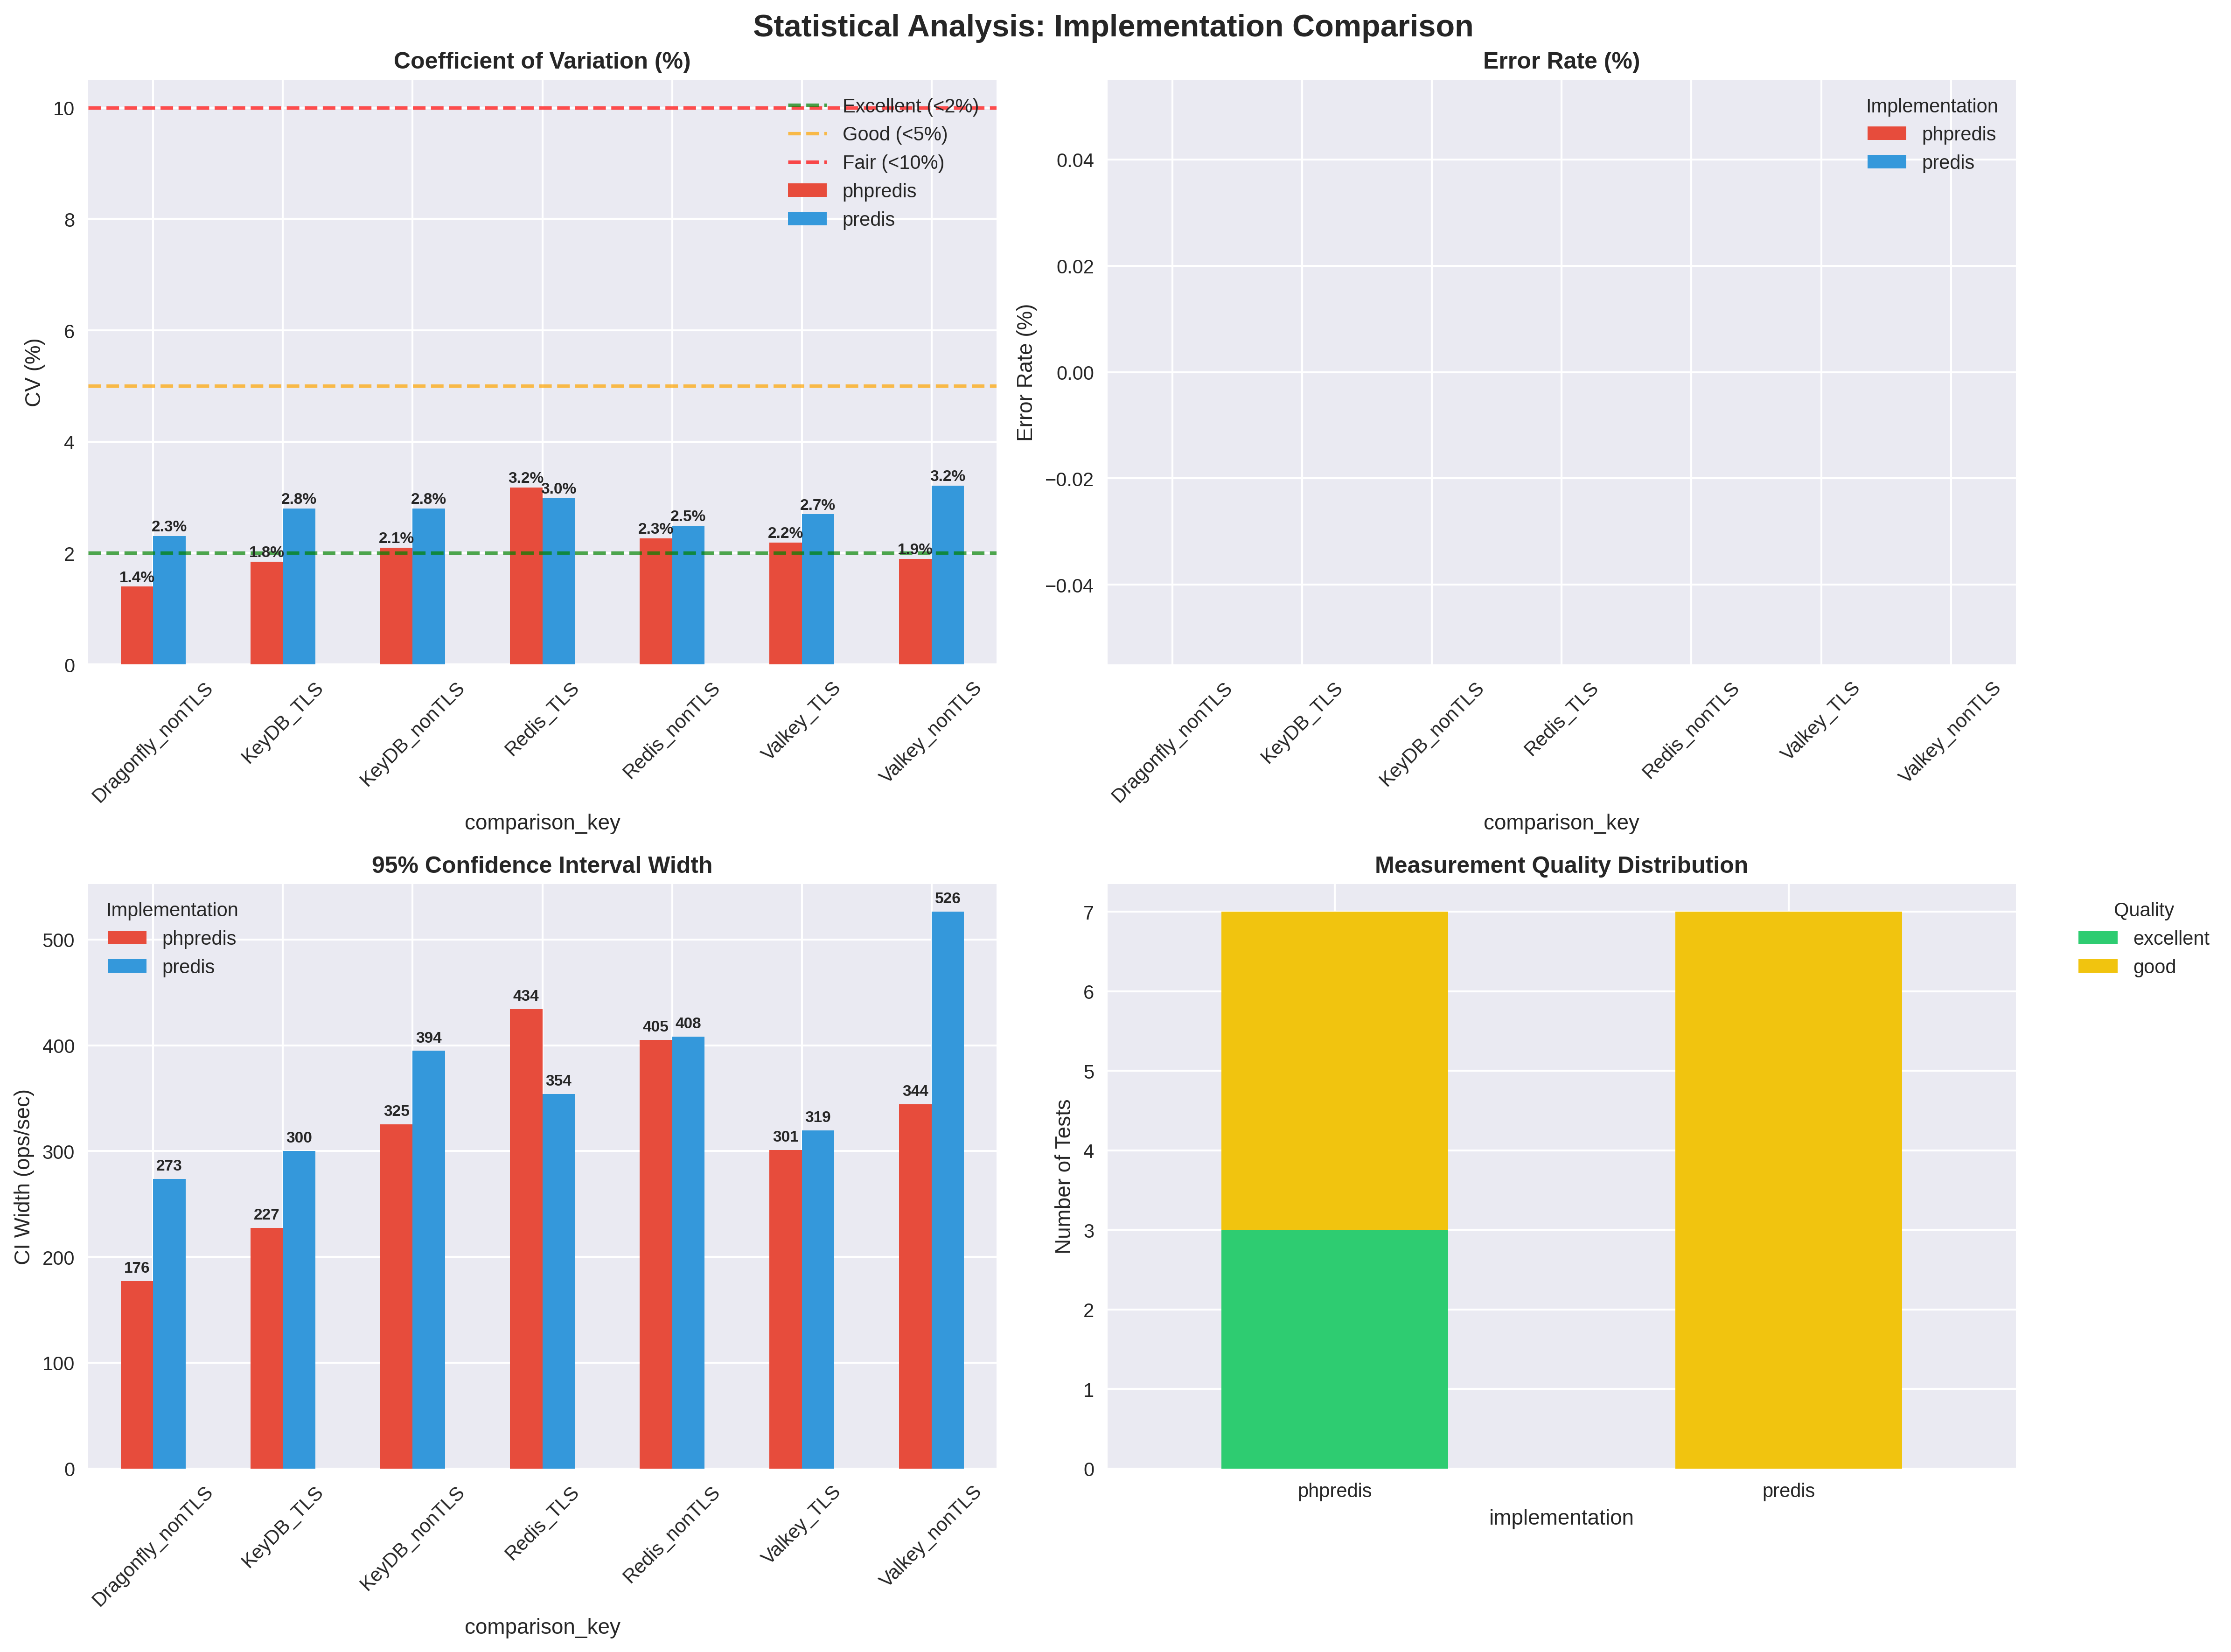 Statistical Analysis: Implementation Comparison
Coefficient of Variation (%)
CV (%)
10
8
6
4
2
0
Excellent (<2%)
Good (<5%)
Fair (<10%)
phpredis
predis
1.4%
2.3%
1.8%
2.8%
2.1%
2.8%
3.2%
3.0%
2.3%
2.5%
2.2%
2.7%
1.9%
3.2%
Dragonfly_nonTLS
KeyDB_TLS
KeyDB_nonTLS
Redis_TLS
Redis_nonTLS
Valkey_TLS
Valkey_nonTLS
comparison_key
Error Rate (%)
Error Rate (%)
0.04
0.02
0.00
−0.02
−0.04
Implementation
phpredis
predis
Dragonfly_nonTLS
KeyDB_TLS
KeyDB_nonTLS
Redis_TLS
Redis_nonTLS
Valkey_TLS
Valkey_nonTLS
comparison_key
95% Confidence Interval Width
CI Width (ops/sec)
500
400
300
200
100
0
Implementation
phpredis
predis
176
273
227
300
325
394
434
354
405
408
301
319
344
526
Dragonfly_nonTLS
KeyDB_TLS
KeyDB_nonTLS
Redis_TLS
Redis_nonTLS
Valkey_TLS
Valkey_nonTLS
comparison_key
Measurement Quality Distribution
Number of Tests
7
6
5
4
3
2
1
0
phpredis
predis
implementation
Quality
excellent
good